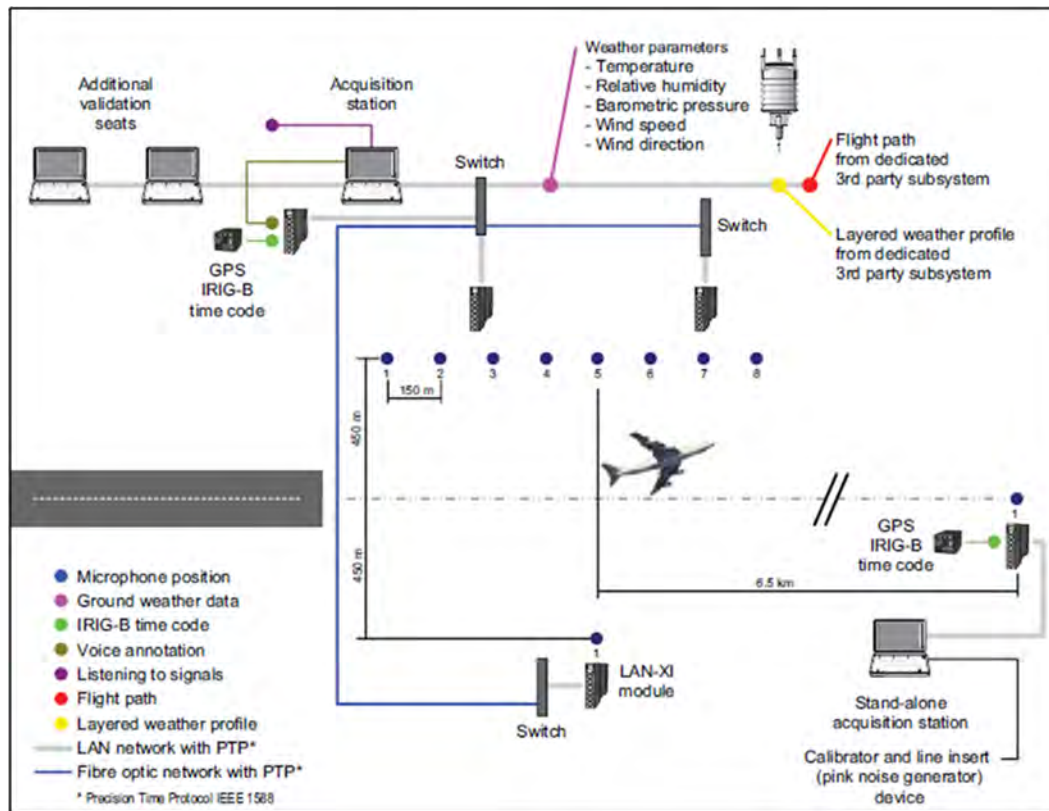 Additional
validation
seats
Acquisition
station
Switch
Weather parameters
- Temperature
- Relative humidity
- Barometric pressure
- Wind speed
- Wind direction
Flight path
from dedicated
3rd party subsystem
Switch
Layered weather profile
from dedicated
3rd party subsystem
GPS
IRIG-B
time code
1
2
3
4
5
6
7
8
150 m
450 m
450 m
1
GPS
IRIG-B
time code
6.5 km
1
LAN-XI
module
Switch
Stand-alone
acquisition station
Calibrator and line insert
(pink noise generator)
device
Microphone position
Ground weather data
IRIG-B time code
Voice annotation
Listening to signals
Flight path
Layered weather profile
LAN network with PTP*
Fibre optic network with PTP*
* Precision Time Protocol IEEE 1588